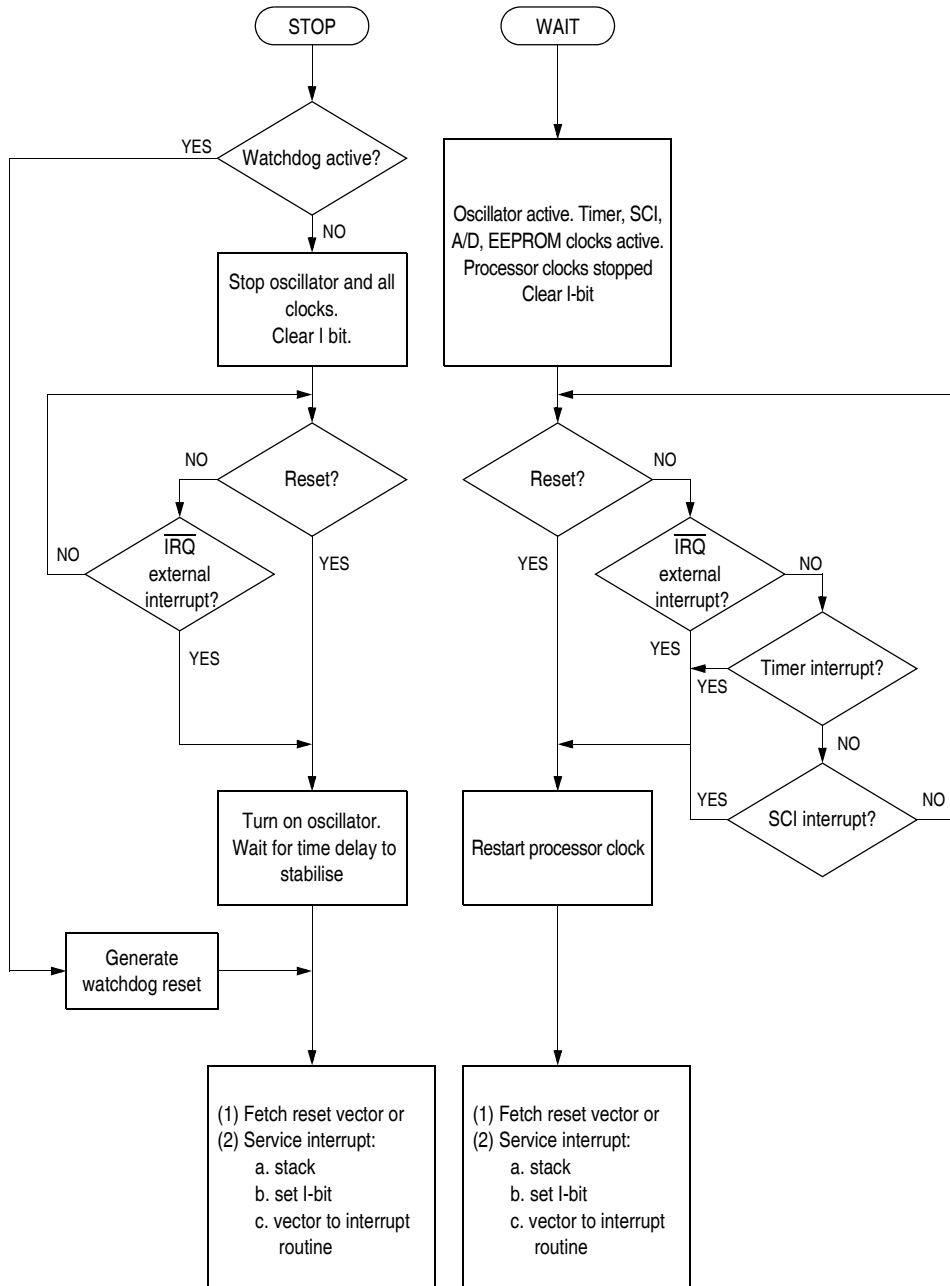 STOP
WAIT
YES
Watchdog active?
NO
Stop oscillator and all
clocks.
Clear I bit.
Oscillator active. Timer, SCI,
A/D, EEPROM clocks active.
Processor clocks stopped
Clear I-bit
NO
Reset?
YES
NO
IRQ
external
interrupt?
YES
Reset?
NO
YES
IRQ
external
interrupt?
NO
YES
Timer interrupt?
YES
NO
YES
SCI interrupt?
NO
Turn on oscillator.
Wait for time delay to
stabilise
Restart processor clock
Generate
watchdog reset
(1) Fetch reset vector or
(2) Service interrupt:
a. stack
b. set I-bit
c. vector to interrupt
routine
(1) Fetch reset vector or
(2) Service interrupt:
a. stack
b. set I-bit
c. vector to interrupt
routine